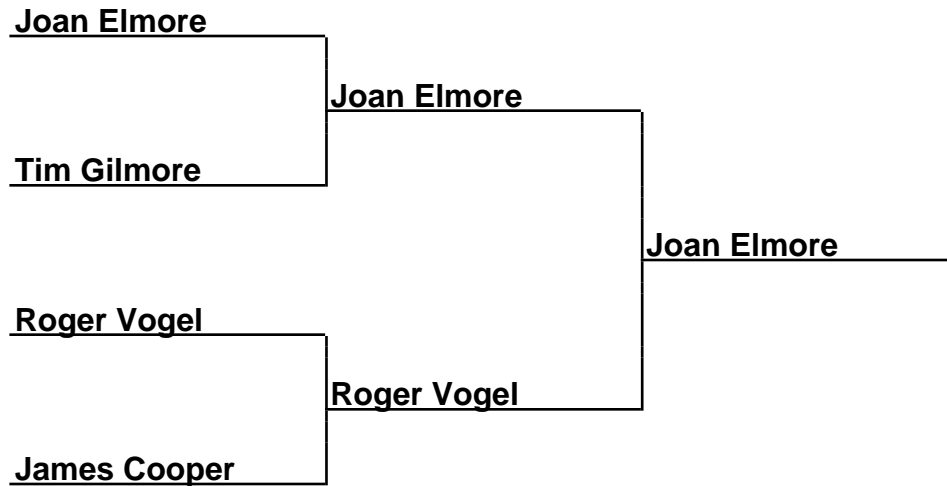 Joan Elmore
Joan Elmore
Tim Gilmore
Joan Elmore
Roger Vogel
Roger Vogel
James Cooper